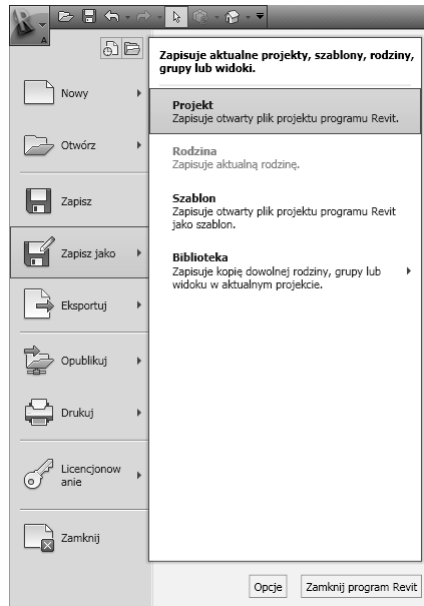 A
Nowy
Otwórz
Zapisz
Zapisz jako
Eksportuj
Opublikuj
Drukuj
Licencjonow
anie
Zamknij
Zapisuje aktualne projekty, szablony, rodziny,
grupy lub widoki.
Projekt
Zapisuje otwarty plik projektu programu Revit.
Rodzina
Zapisuje aktualną rodzinę.
Szablon
Zapisuje otwarty plik projektu programu Revit
jako szablon.
Biblioteka
Zapisuje kopię dowolnej rodziny, grupy lub
widoku w aktualnym projekcie.
Opcje
Zamknij program Revit